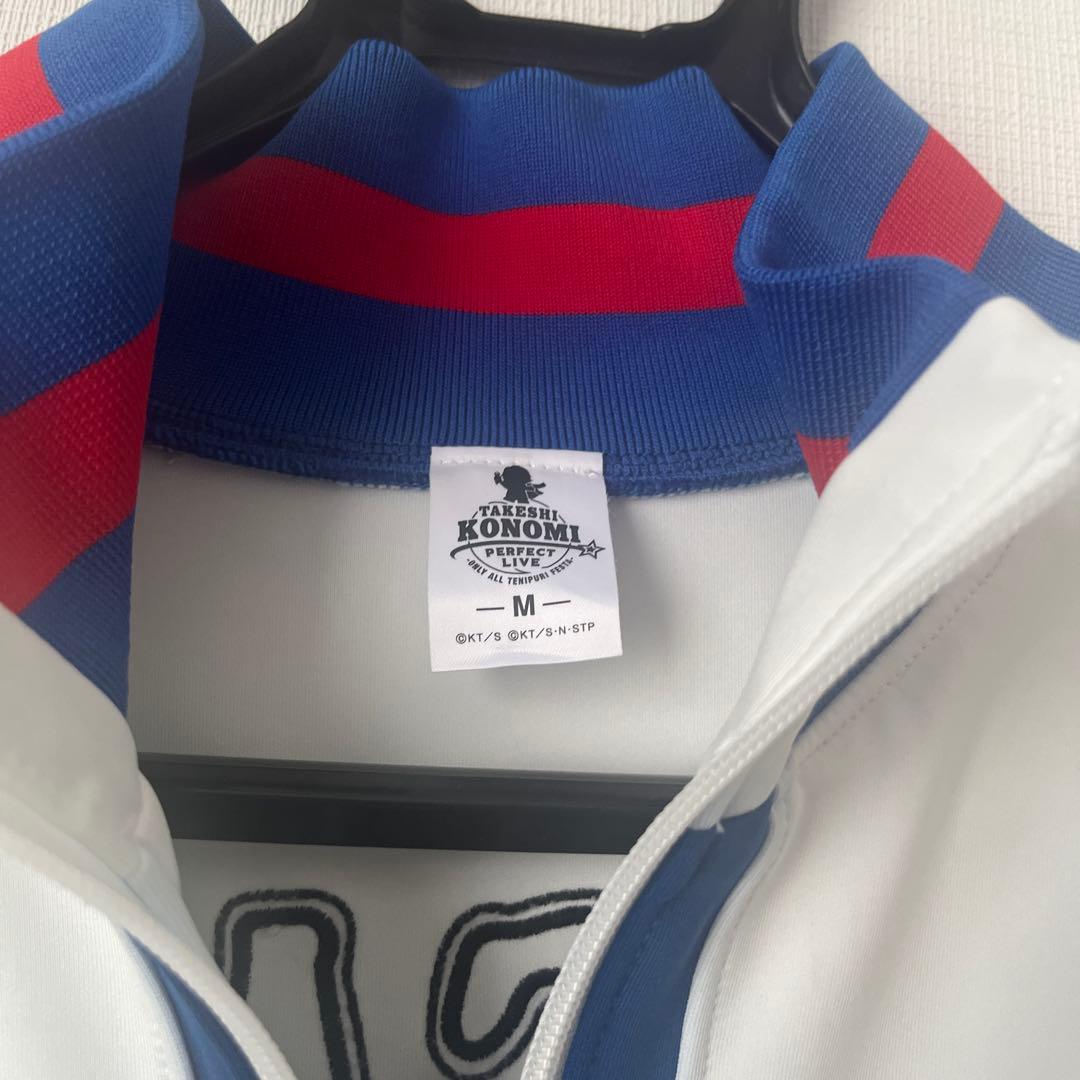 TAKESHI
KONOMI
PERFECT
LIVE
-ONLY ALL TENIPURI FESTA-
— M —
©KT/S ©KT/S·N·STP